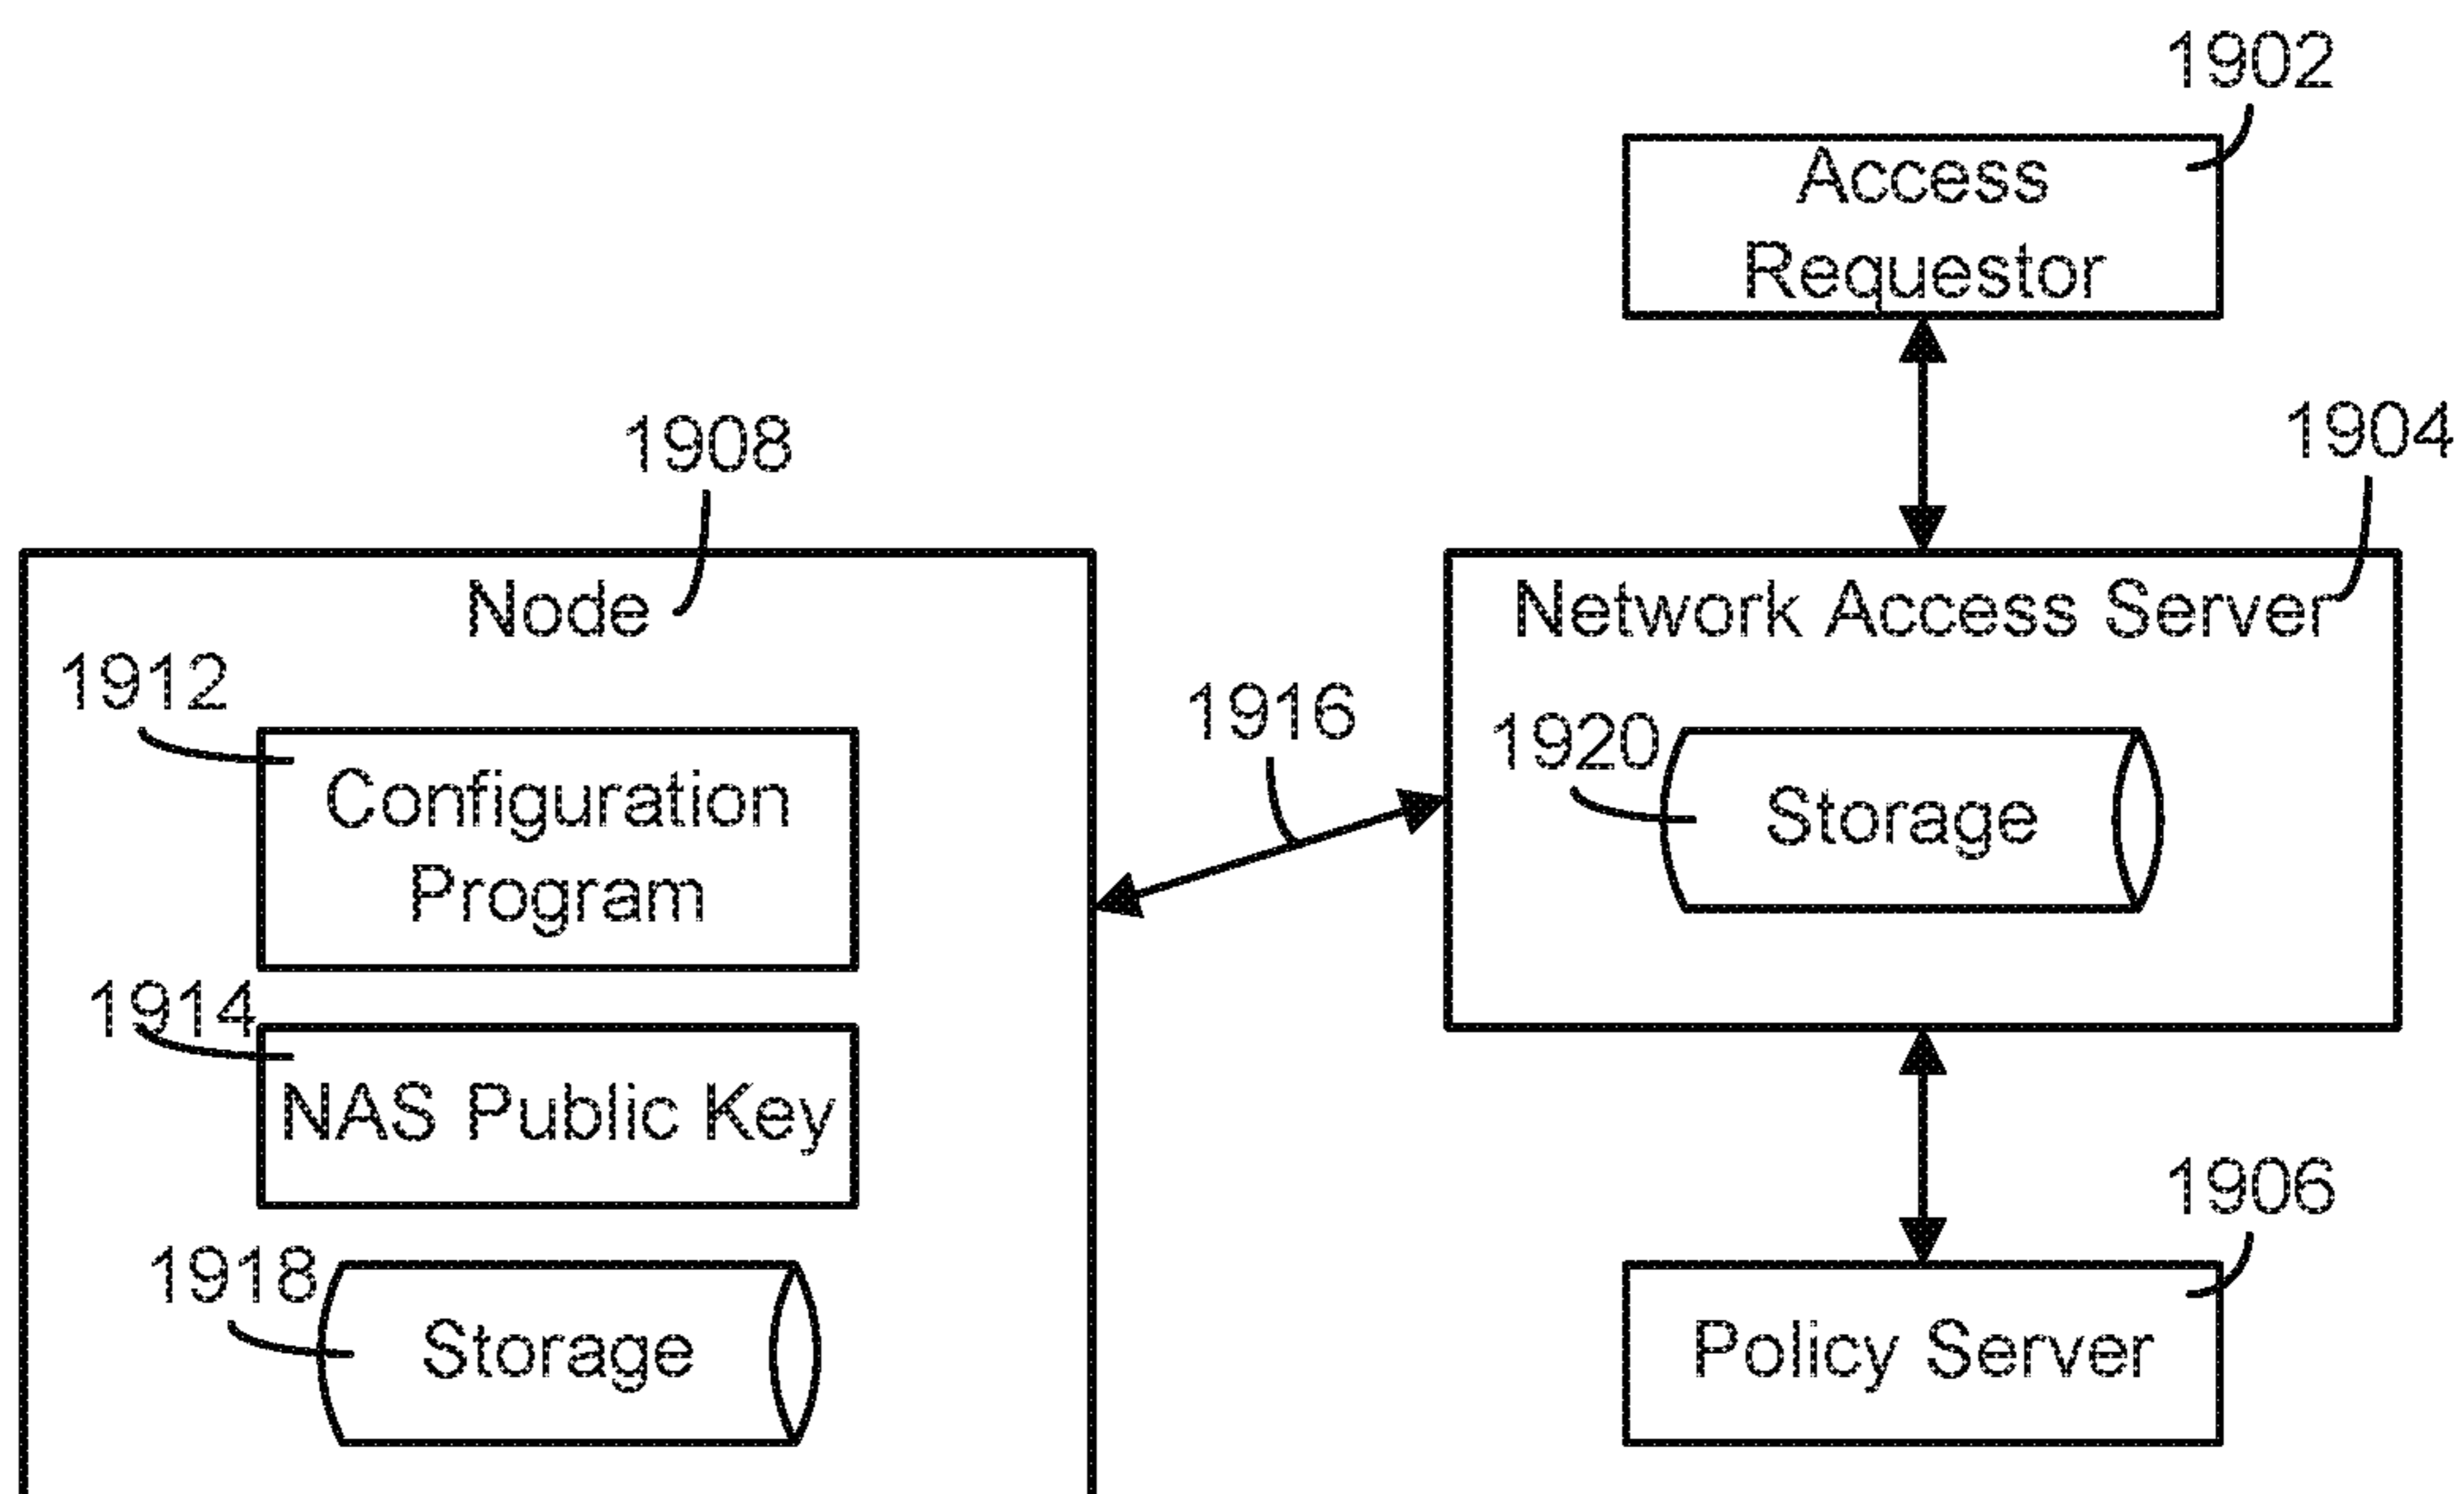 1902
Access
Requestor
1908
1904
Node
Network Access Server
1912
1916
1920
Configuration
Program
Storage
1914
NAS Public Key
1906
1918
Storage
Policy Server